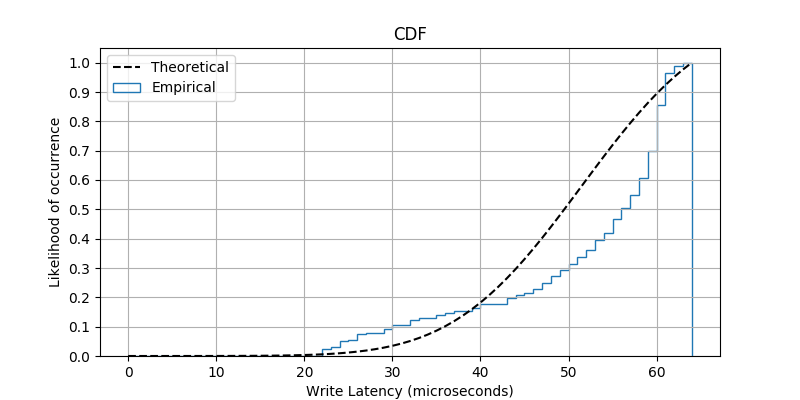 CDF
Theoretical
Empirical
Likelihood of occurrence
1.0
0.9
0.8
0.7
0.6
0.5
0.4
0.3
0.2
0.1
0.0
0 10 20 30 40 50 60
Write Latency (microseconds)